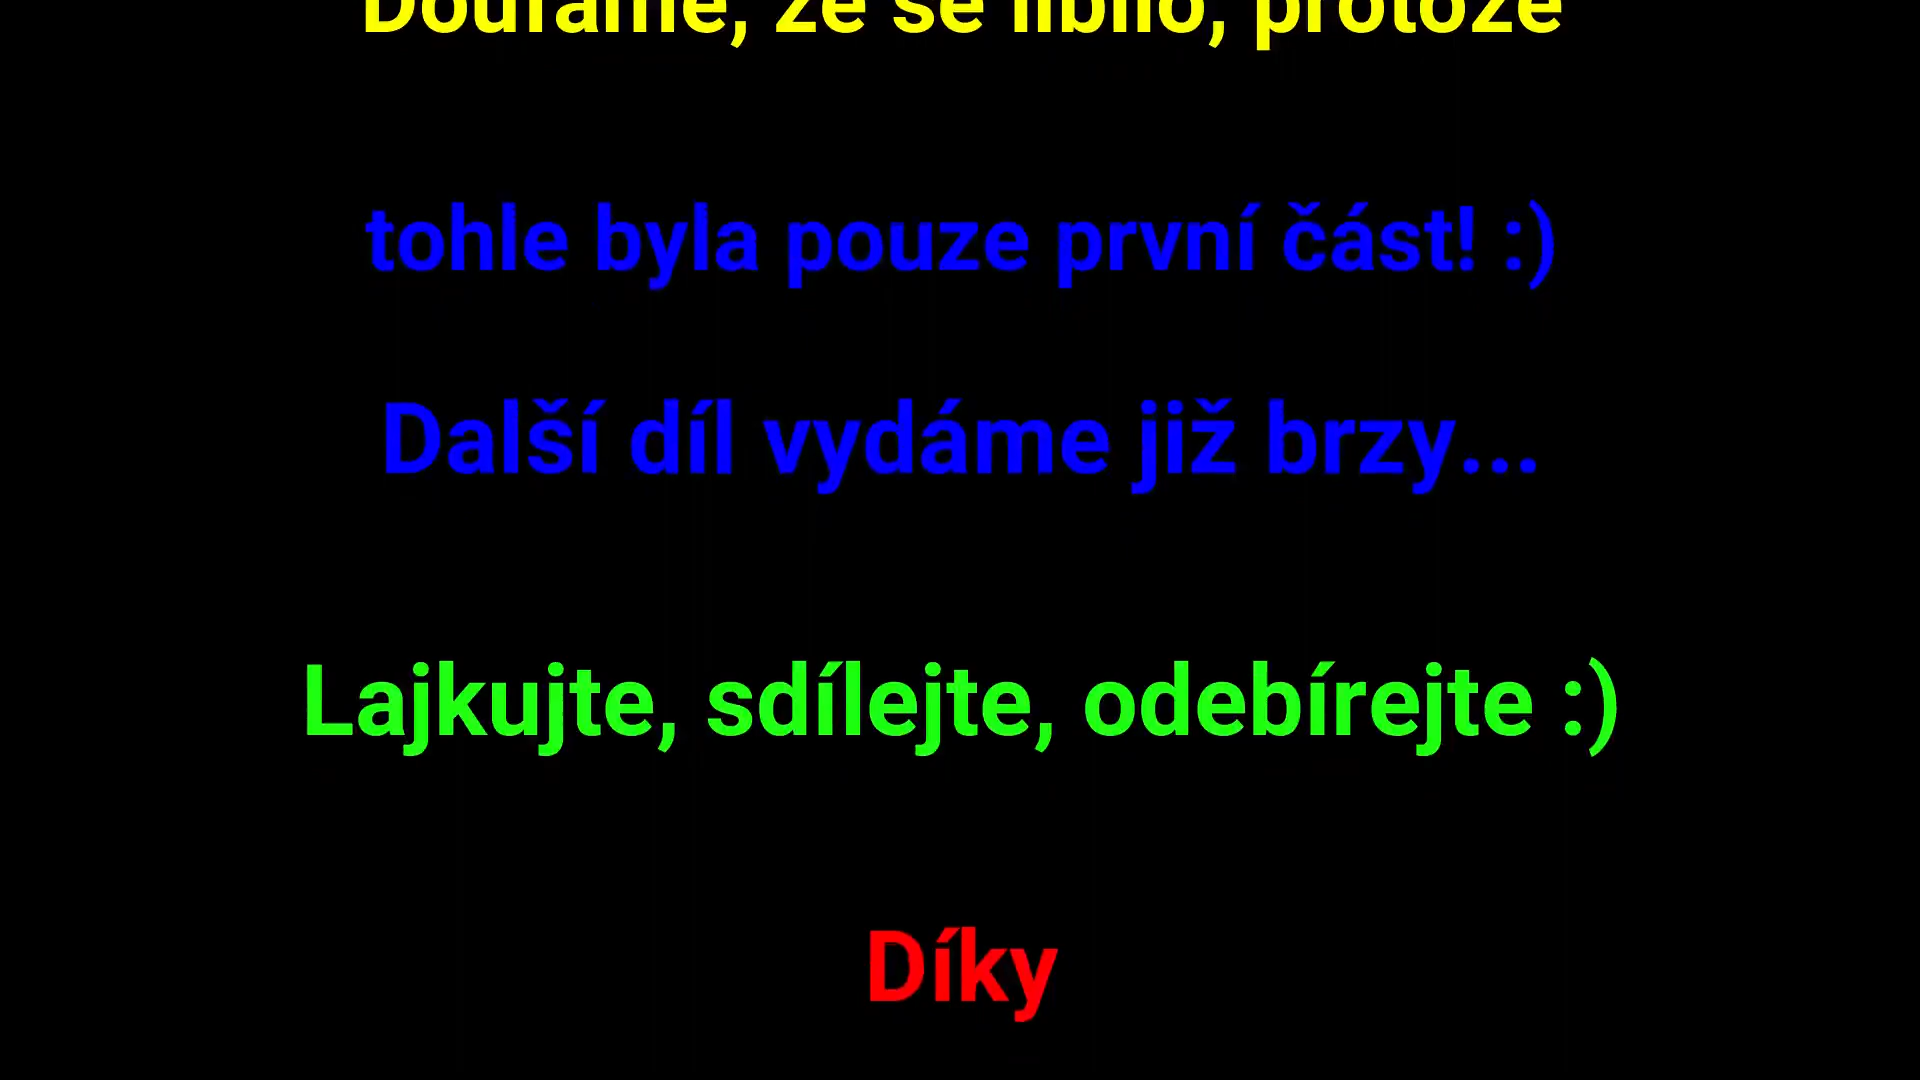 Doufáme, že se líbilo, protože
tohle byla pouze první část! :)
Další díl vydáme již brzy...
Lajkujte, sdílejte, odebírejte :)
Díky